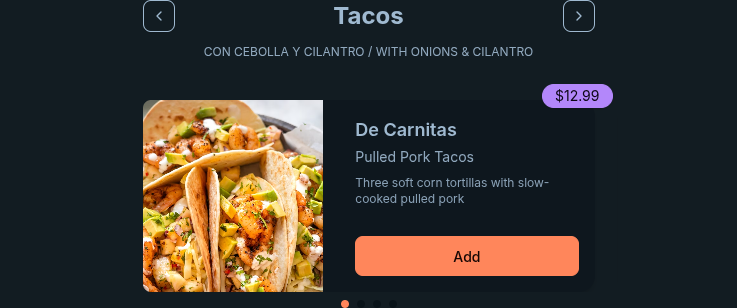 Tacos
CON CEBOLLA Y CILANTRO / WITH ONIONS & CILANTRO
$12.99
De Carnitas
Pulled Pork Tacos
Three soft corn tortillas with slow-
cooked pulled pork
Add